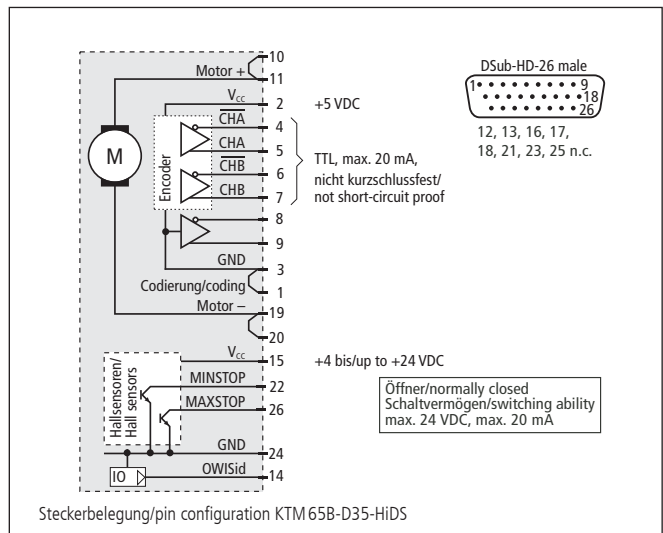 10
Motor + 11
DSub-HD-26 male
1 9
18
26
12, 13, 16, 17,
18, 21, 23, 25 n.c.
Vcc 2 +5 VDC
CHA 4
CHA 5
CHB 6
CHB 7
TTL, max. 20 mA,
nicht kurzschlussfest/
not short-circuit proof
M
Encoder
8
9
GND 3
Codierung/coding 1
Motor – 19
20
Vcc 15 +4 bis/up to +24 VDC
Hallsensoren/
Hall sensors
MINSTOP 22
MAXSTOP 26
Öffner/normally closed
Schaltvermögen/switching ability
max. 24 VDC, max. 20 mA
GND 24
IO OWISid 14
Steckerbelegung/pin configuration KTM 65B-D35-HiDS